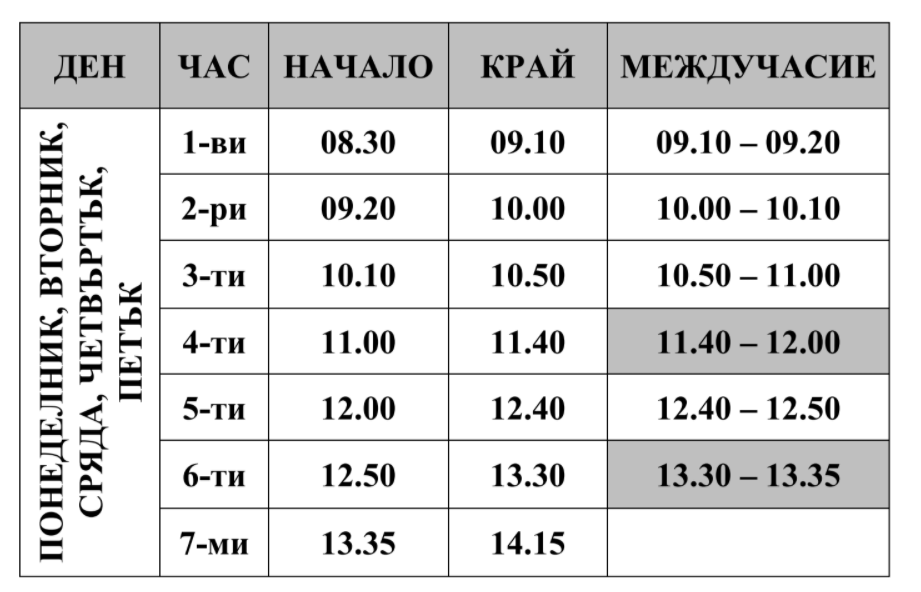 ДЕН ЧАС НАЧАЛО КРАЙ МЕЖДУЧАСИЕ
ПОНЕДЕЛНИК, ВТОРНИК,
СРЯДА, ЧЕТВЪРТЪК,
ПЕТЪК
1-ви 08.30 09.10 09.10 – 09.20
2-ри 09.20 10.00 10.00 – 10.10
3-ти 10.10 10.50 10.50 – 11.00
4-ти 11.00 11.40 11.40 – 12.00
5-ти 12.00 12.40 12.40 – 12.50
6-ти 12.50 13.30 13.30 – 13.35
7-ми 13.35 14.15